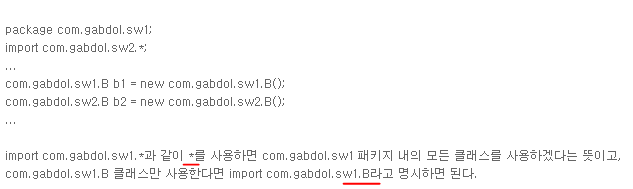 package com.gabdol.sw1;
import com.gabdol.sw2.*;
...
com.gabdol.sw1.B b1 = new com.gabdol.sw1.B();
com.gabdol.sw2.B b2 = new com.gabdol.sw2.B();
...
import com.gabdol.sw1.*과 같이 *를 사용하면 com.gabdol.sw1 패키지 내의 모든 클래스를 사용하겠다는 뜻이고,
com.gabdol.sw1.B 클래스만 사용한다면 import com.gabdol.sw1.B라고 명시하면 된다.